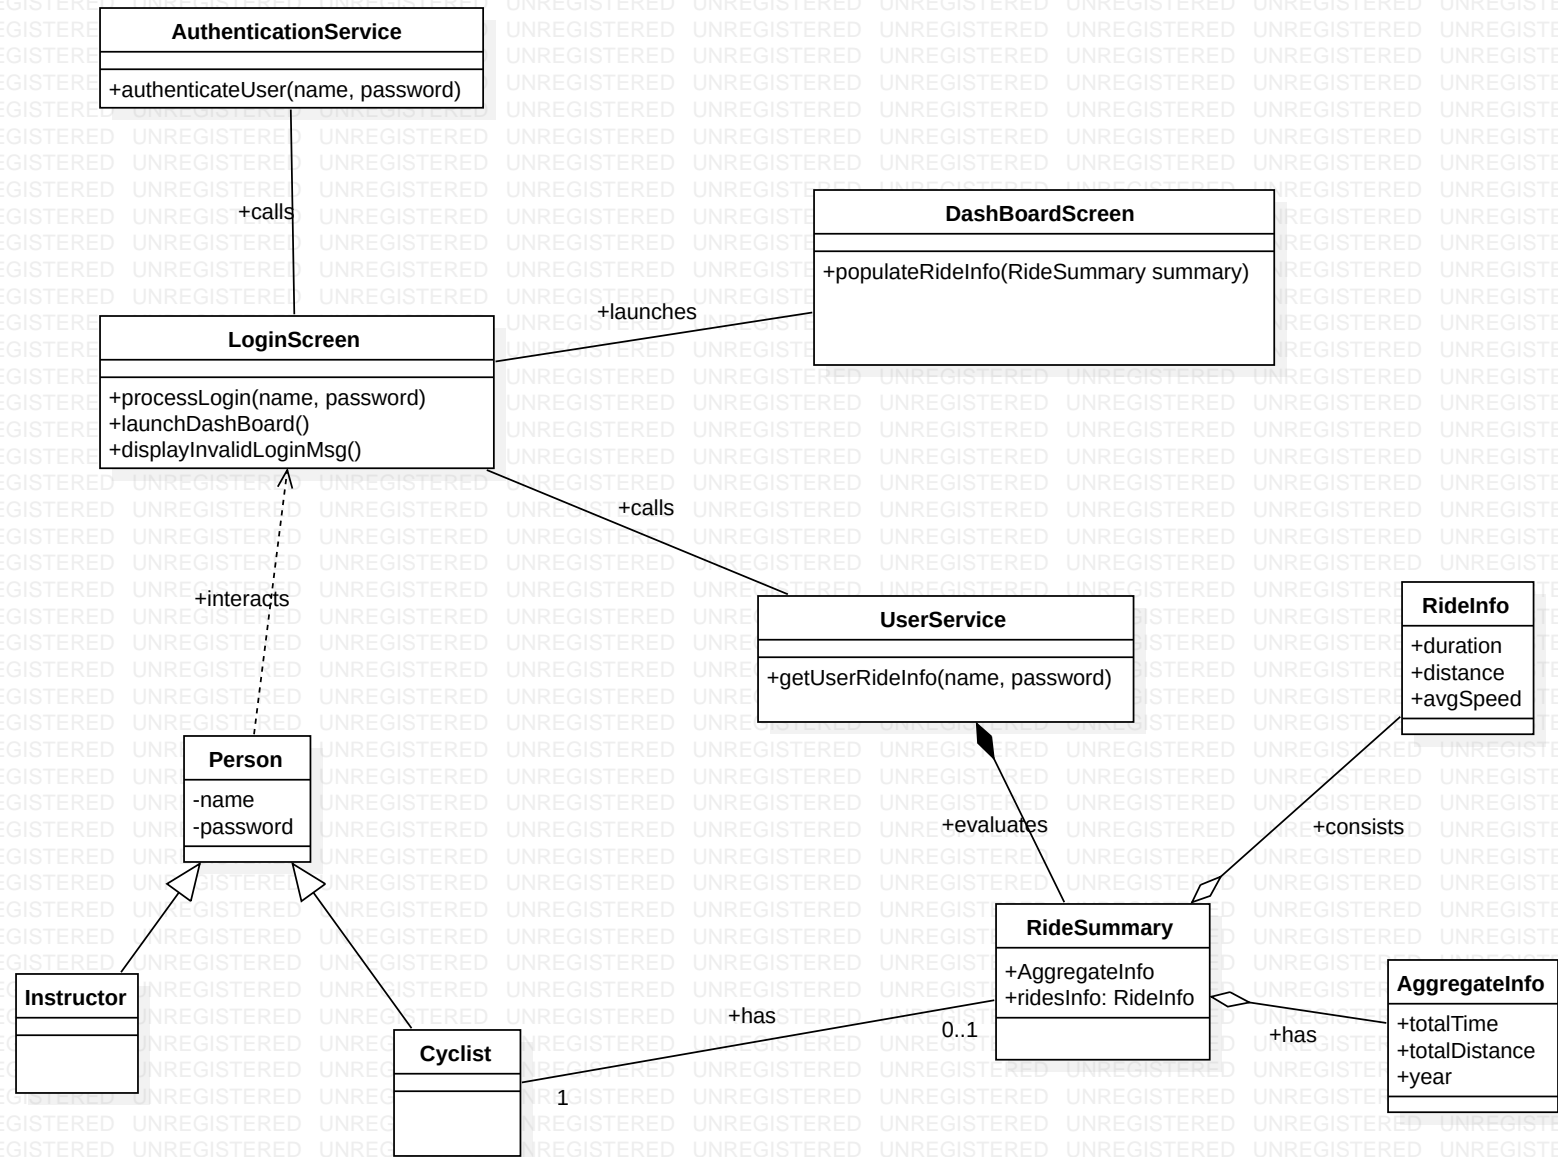 AuthenticationService
+authenticateUser(name, password)
+calls
DashBoardScreen
+populateRideInfo(RideSummary summary)
+launches
LoginScreen
+processLogin(name, password)
+launchDashBoard()
+displayInvalidLoginMsg()
+calls
+interacts
UserService
+getUserRideInfo(name, password)
RideInfo
+duration
+distance
+avgSpeed
Person
-name
-password
+evaluates
+consists
RideSummary
+AggregateInfo
+ridesInfo: RideInfo
AggregateInfo
+totalTime
+totalDistance
+year
+has
Instructor
Cyclist
+has
0..1
1
UNREGISTERED